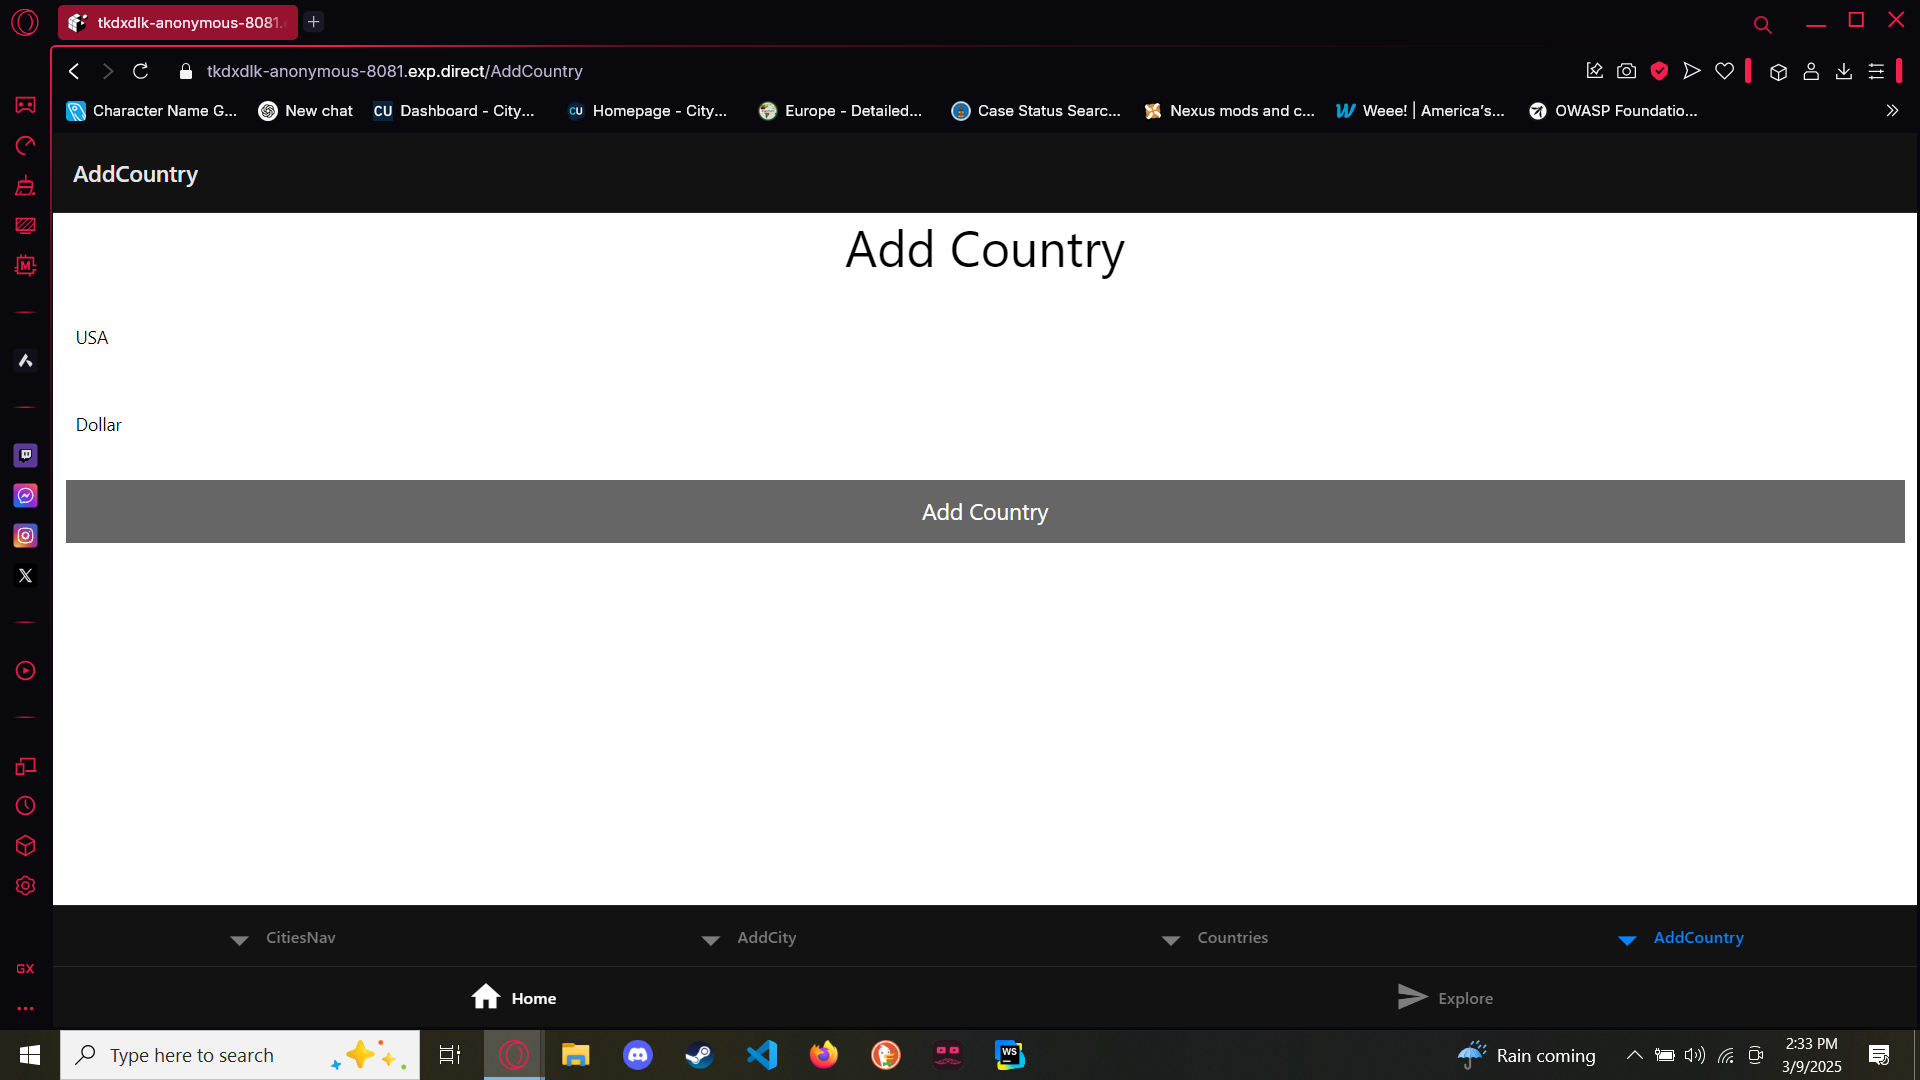 tkdxdlk-anonymous-8081.
tkdxdlk-anonymous-8081.exp.direct/AddCountry
Character Name G...
New chat
CU Dashboard - City...
CU Homepage - City...
Europe - Detailed...
Case Status Searc...
Nexus mods and c...
Weee! | America's...
OWASP Foundatio...
AddCountry
Add Country
USA
Dollar
Add Country
CitiesNav
AddCity
Countries
AddCountry
Home
Explore
M
GX
Type here to search
WS
Rain coming
2:33 PM
3/9/2025